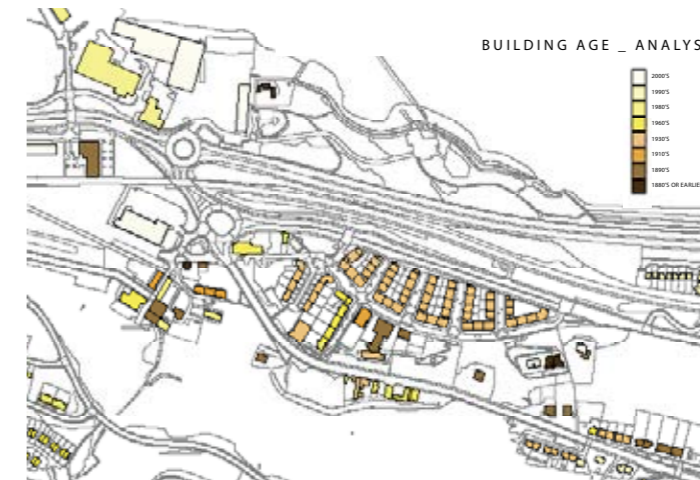 BUILDING AGE _ ANALYS
2000'S
1990'S
1980'S
1960'S
1930'S
1910'S
1890'S
1880'S OR EARLIE